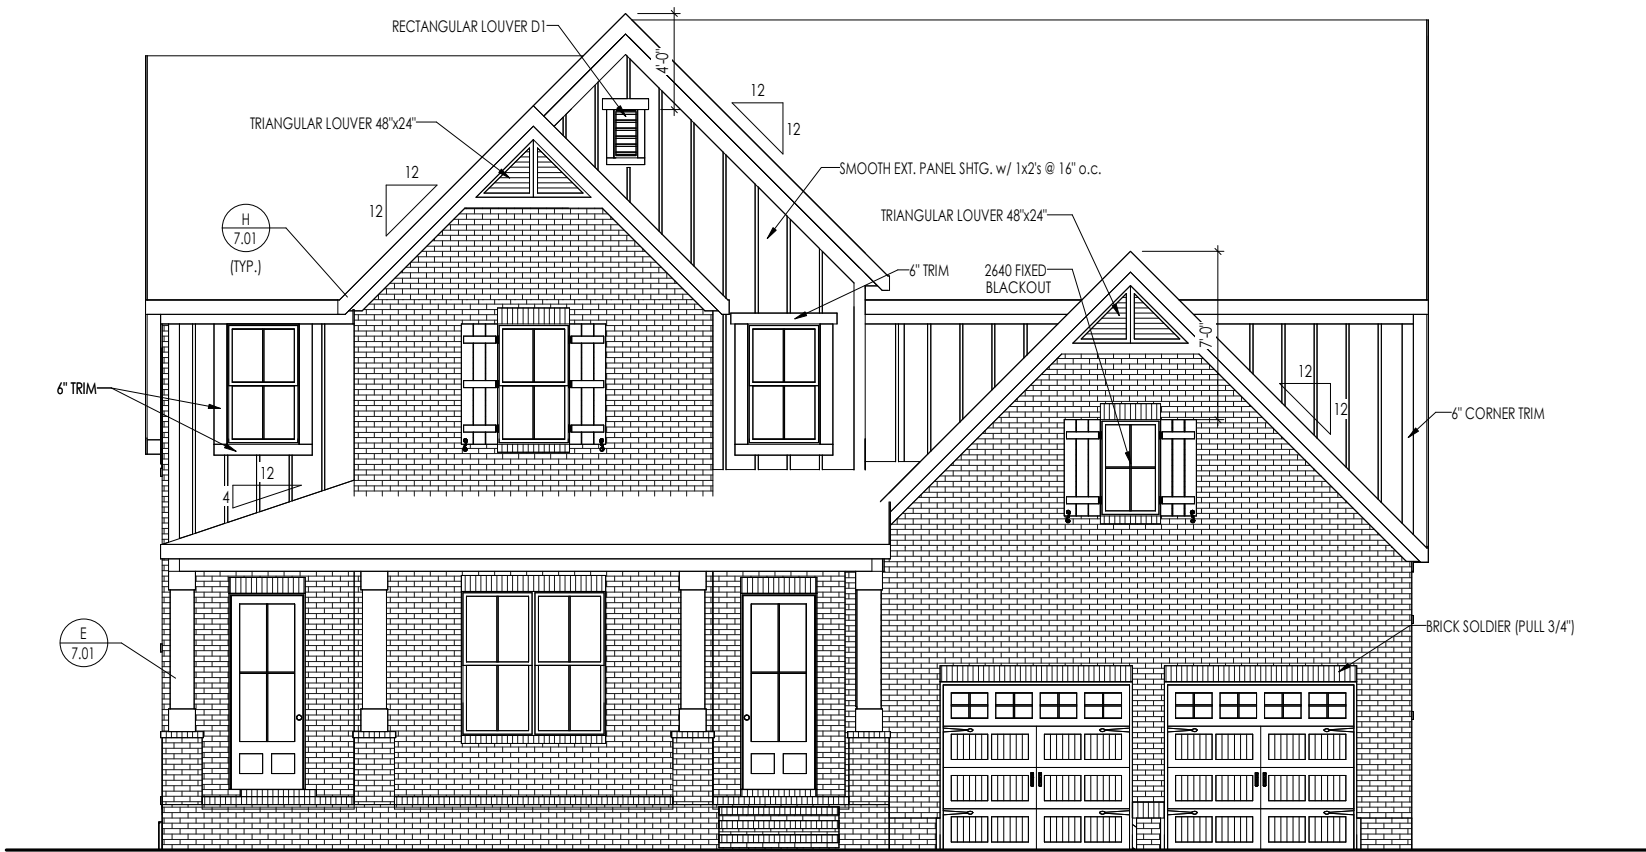 RECTANGULAR LOUVER D1
4'-0"
12
12
TRIANGULAR LOUVER 48"x24"
SMOOTH EXT. PANEL SHTG. w/ 1x2's @ 16" o.c.
12
12
H
7.01
(TYP.)
TRIANGULAR LOUVER 48"x24"
6" TRIM
2640 FIXED
BLACKOUT
7'-0"
6" TRIM
12
12
6" CORNER TRIM
12
4
E
7.01
BRICK SOLDIER (PULL 3/4")